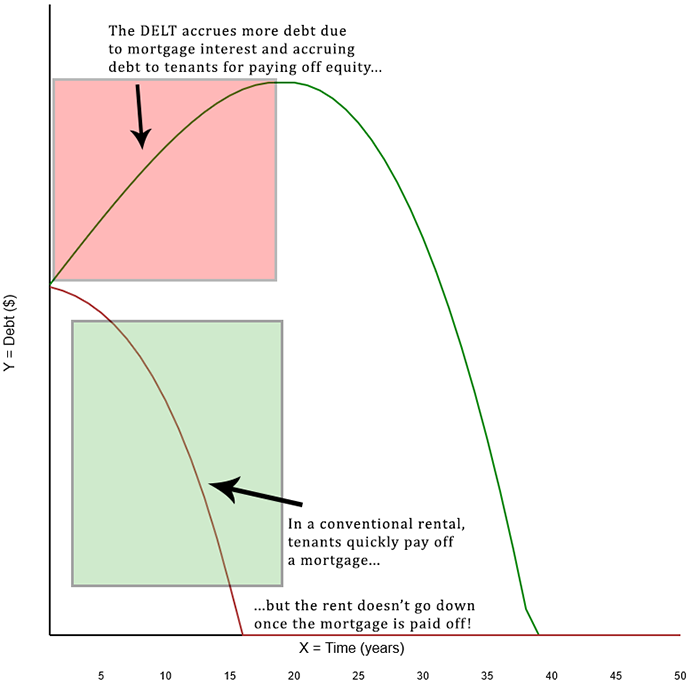 The DELT accrues more debt due
to mortgage interest and accruing
debt to tenants for paying off equity...
Y = Debt ($)
In a conventional rental,
tenants quickly pay off
a mortgage...
...but the rent doesn't go down
once the mortgage is paid off!
X = Time (years)
5 10 15 20 25 30 35 40 45 50